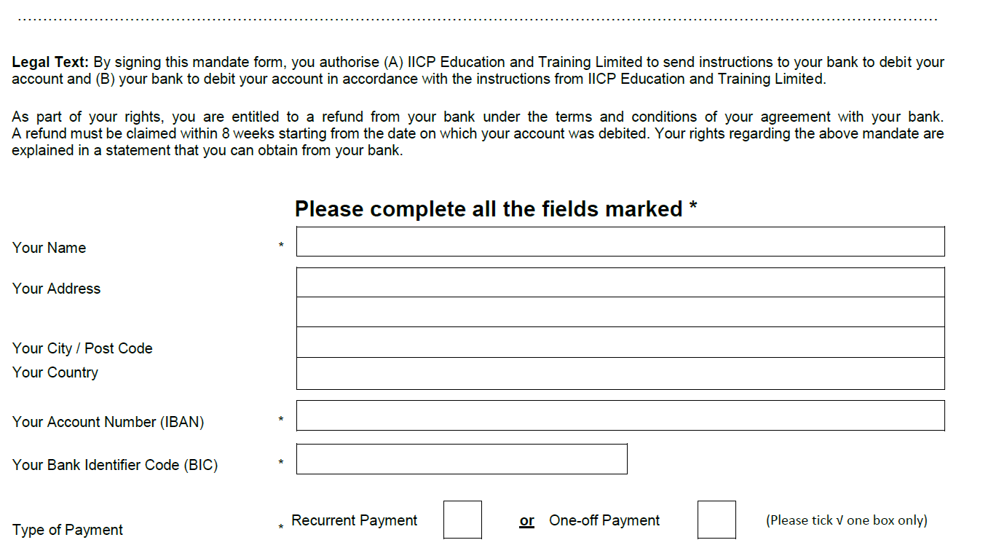 Legal Text: By signing this mandate form, you authorise (A) IICP Education and Training Limited to send instructions to your bank to debit your
account and (B) your bank to debit your account in accordance with the instructions from IICP Education and Training Limited.
As part of your rights, you are entitled to a refund from your bank under the terms and conditions of your agreement with your bank.
A refund must be claimed within 8 weeks starting from the date on which your account was debited. Your rights regarding the above mandate are
explained in a statement that you can obtain from your bank.
Please complete all the fields marked *
Your Name *
Your Address
Your City / Post Code
Your Country
Your Account Number (IBAN) *
Your Bank Identifier Code (BIC) *
Type of Payment * Recurrent Payment or One-off Payment (Please tick √ one box only)